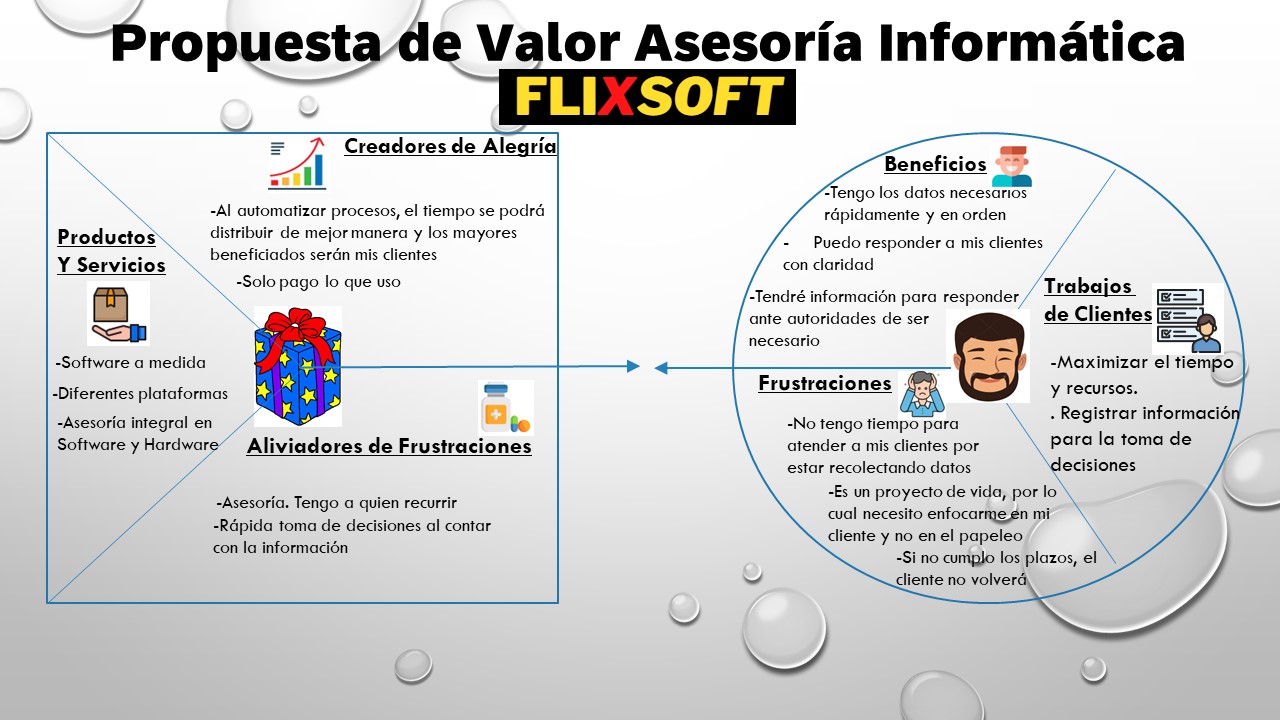 Propuesta de Valor Asesoría Informática
FLIXSOFT
Creadores de Alegría
-Al automatizar procesos, el tiempo se podrá
distribuir de mejor manera y los mayores
beneficiados serán mis clientes
-Solo pago lo que uso
Productos
Y Servicios
-Software a medida
-Diferentes plataformas
-Asesoría integral en
Software y Hardware
Aliviadores de Frustraciones
-Asesoría. Tengo a quien recurrir
-Rápida toma de decisiones al contar
con la información
Beneficios
-Tengo los datos necesarios
rápidamente y en orden
- Puedo responder a mis clientes
con claridad
-Tendré información para responder
ante autoridades de ser
necesario
Trabajos
de Clientes
-Maximizar el tiempo
y recursos.
. Registrar información
para la toma de
decisiones
Frustraciones
-No tengo tiempo para
atender a mis clientes por
estar recolectando datos
-Es un proyecto de vida, por lo
cual necesito enfocarme en mi
cliente y no en el papeleo
-Si no cumplo los plazos, el
cliente no volverá